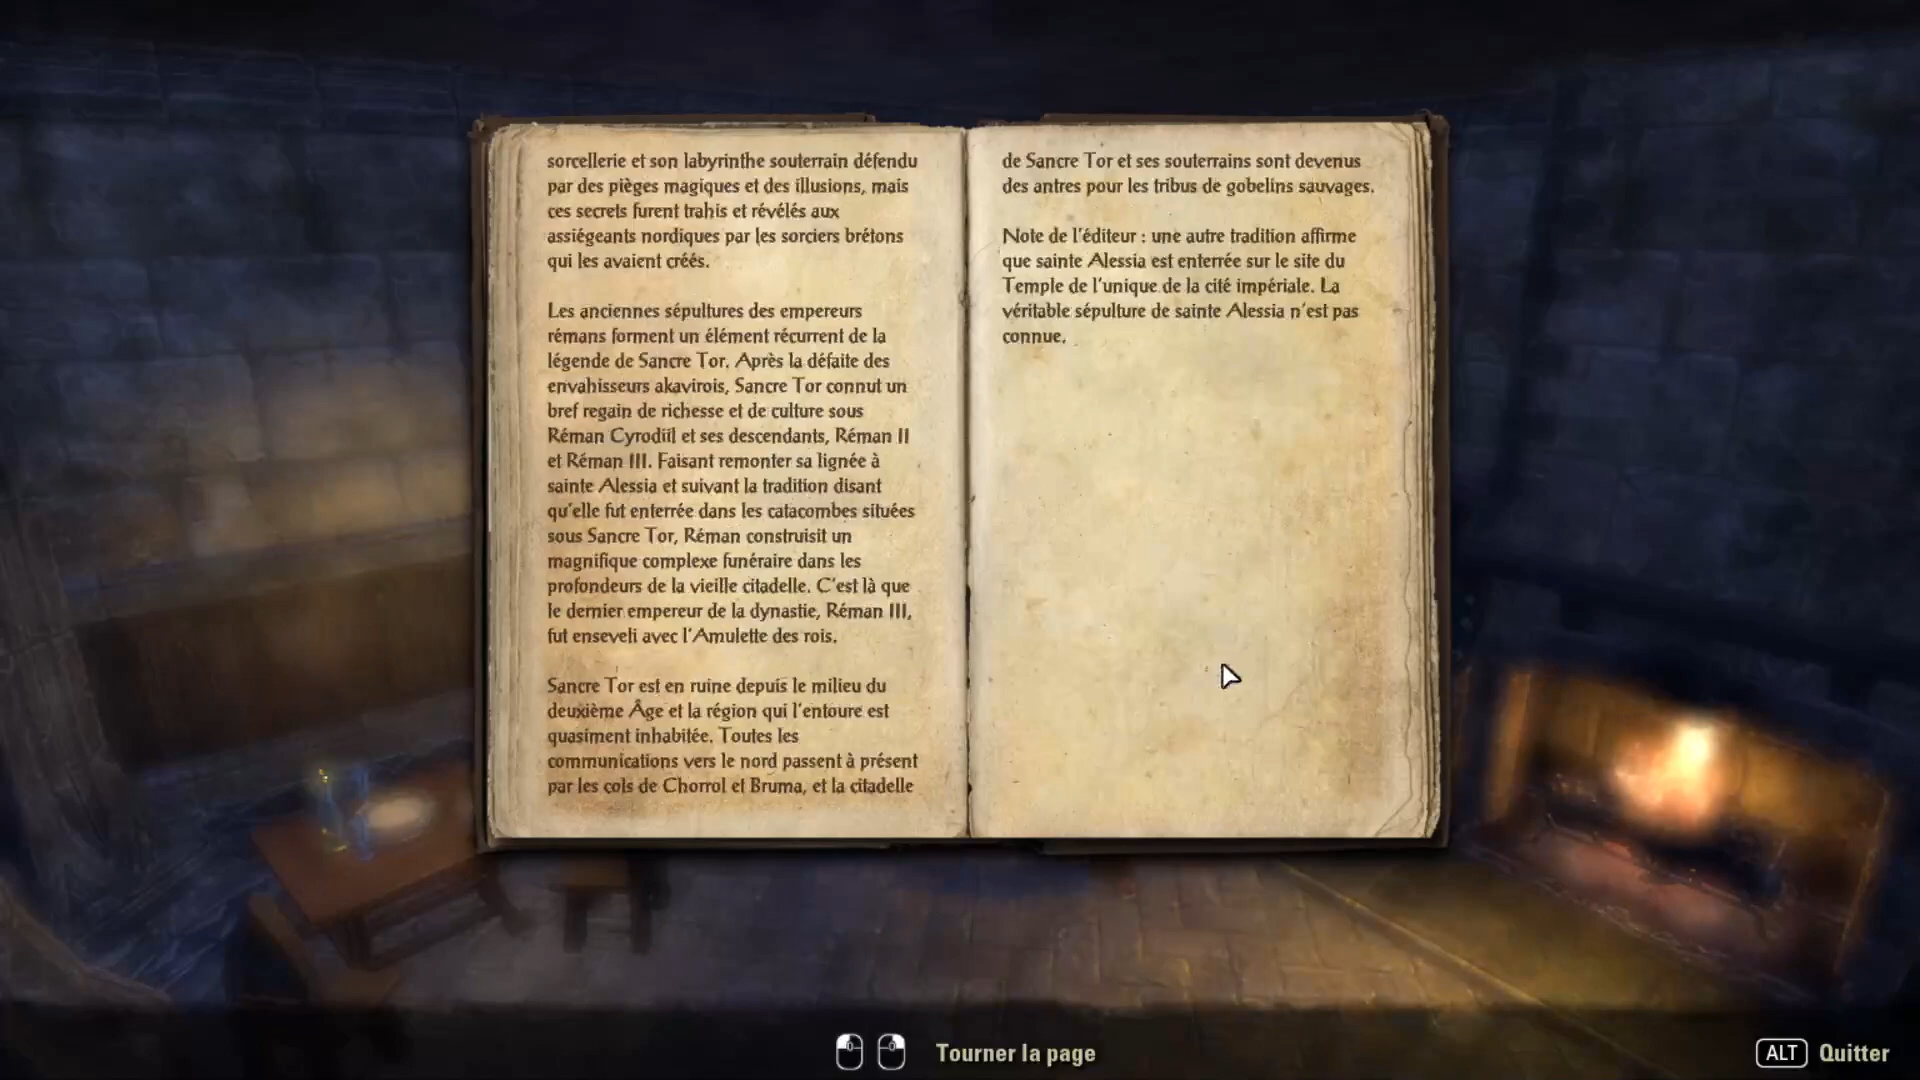 sorcellerie et son labyrinthe souterrain défendu
par des pièges magiques et des illusions, mais
ces secrets furent trahis et révélés aux
assiégeants nordiques par les sorciers brétons
qui les avaient créés.
Les anciennes sépultures des empereurs
rémans forment un élément récurrent de la
légende de Sancre Tor. Après la défaite des
envahisseurs akavirois, Sancre Tor connut un
bref regain de richesse et de culture sous
Réman Cyrodiil et ses descendants, Réman II
et Réman III. Faisant remonter sa lignée à
sainte Alessia et suivant la tradition disant
qu'elle fut enterrée dans les catacombes situées
sous Sancre Tor, Réman construisit un
magnifique complexe funéraire dans les
profondeurs de la vieille citadelle. C'est là que
le dernier empereur de la dynastie, Réman III,
fut enseveli avec l'Amulette des rois.
Sancre Tor est en ruine depuis le milieu du
deuxième Âge et la région qui l'entoure est
quasiment inhabitée. Toutes les
communications vers le nord passent à présent
par les cols de Chorrol et Bruma, et la citadelle
de Sancre Tor et ses souterrains sont devenus
des antres pour les tribus de gobelins sauvages.
Note de l'éditeur : une autre tradition affirme
que sainte Alessia est enterrée sur le site du
Temple de l'unique de la cité impériale. La
véritable sépulture de sainte Alessia n'est pas
connue.
Tourner la page
ALT Quitter